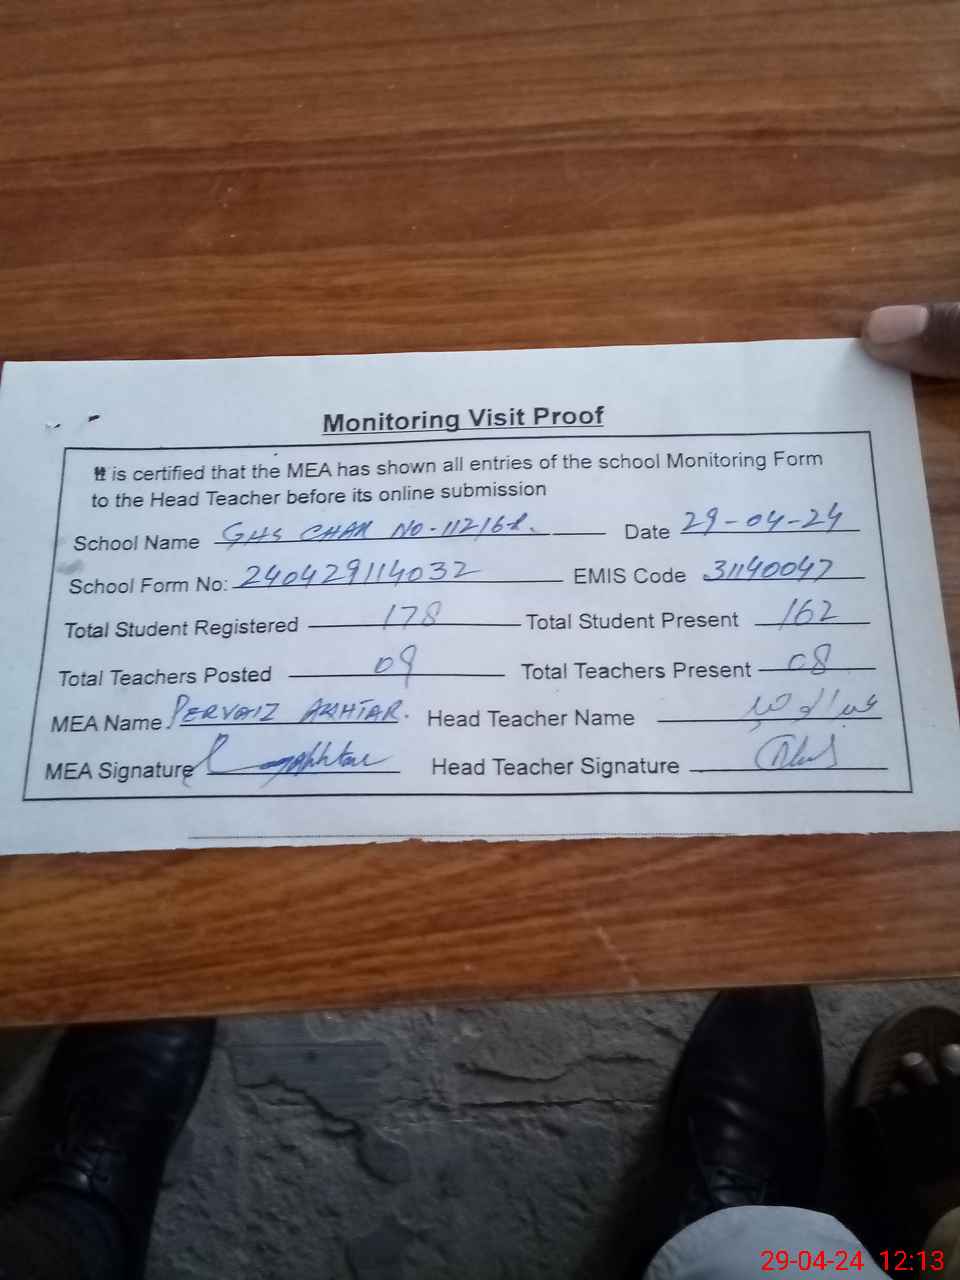 Monitoring Visit Proof
It is certified that the MEA has shown all entries of the school Monitoring Form
to the Head Teacher before its online submission
School Name GHS CHAK NO-112/6-R. Date 29-04-24
School Form No: 240429114032 EMIS Code 31140047
Total Student Registered 178 Total Student Present 162
Total Teachers Posted 09 Total Teachers Present 08
MEA Name PERVAIZ AKHTAR. Head Teacher Name عبدالوحید
MEA Signature Head Teacher Signature
29-04-24 12:13